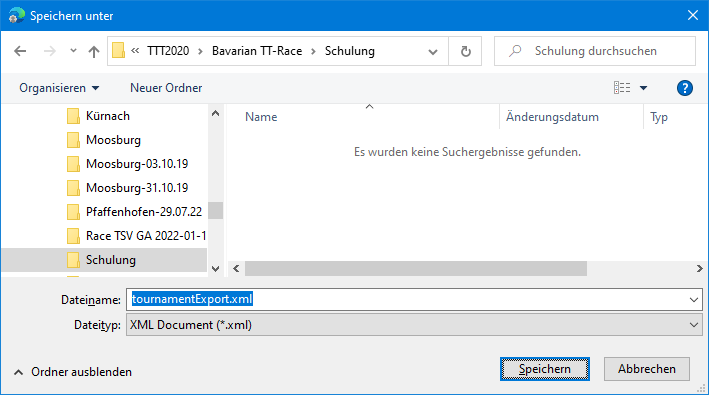 Speichern unter
« TTT2020 › Bavarian TT-Race › Schulung
Schulung durchsuchen
Organisieren Neuer Ordner
Name Änderungsdatum Typ
Es wurden keine Suchergebnisse gefunden.
Kürnach
Moosburg
Moosburg-03.10.19
Moosburg-31.10.19
Pfaffenhofen-29.07.22
Race TSV GA 2022-01-1
Schulung
Dateiname: tournamentExport.xml
Dateityp: XML Document (*.xml)
Ordner ausblenden
Speichern Abbrechen